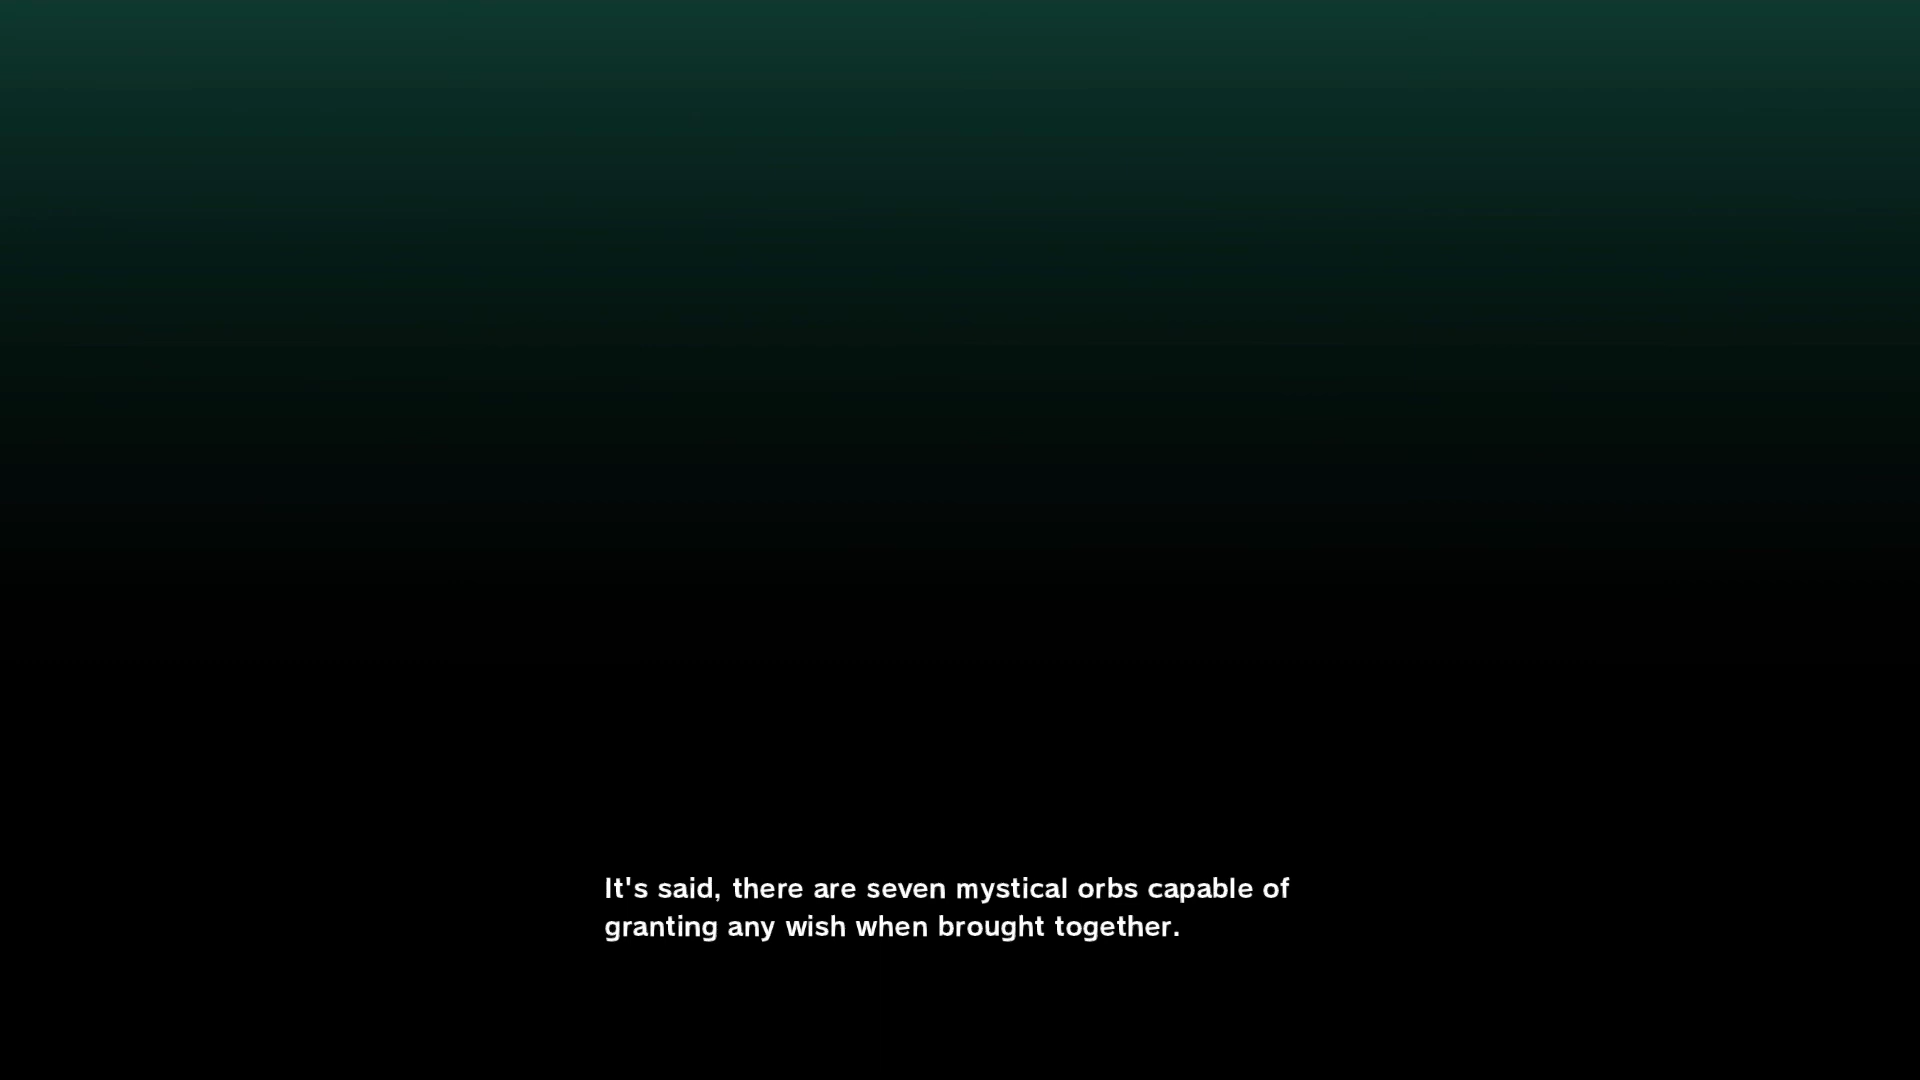 It's said, there are seven mystical orbs capable of
granting any wish when brought together.